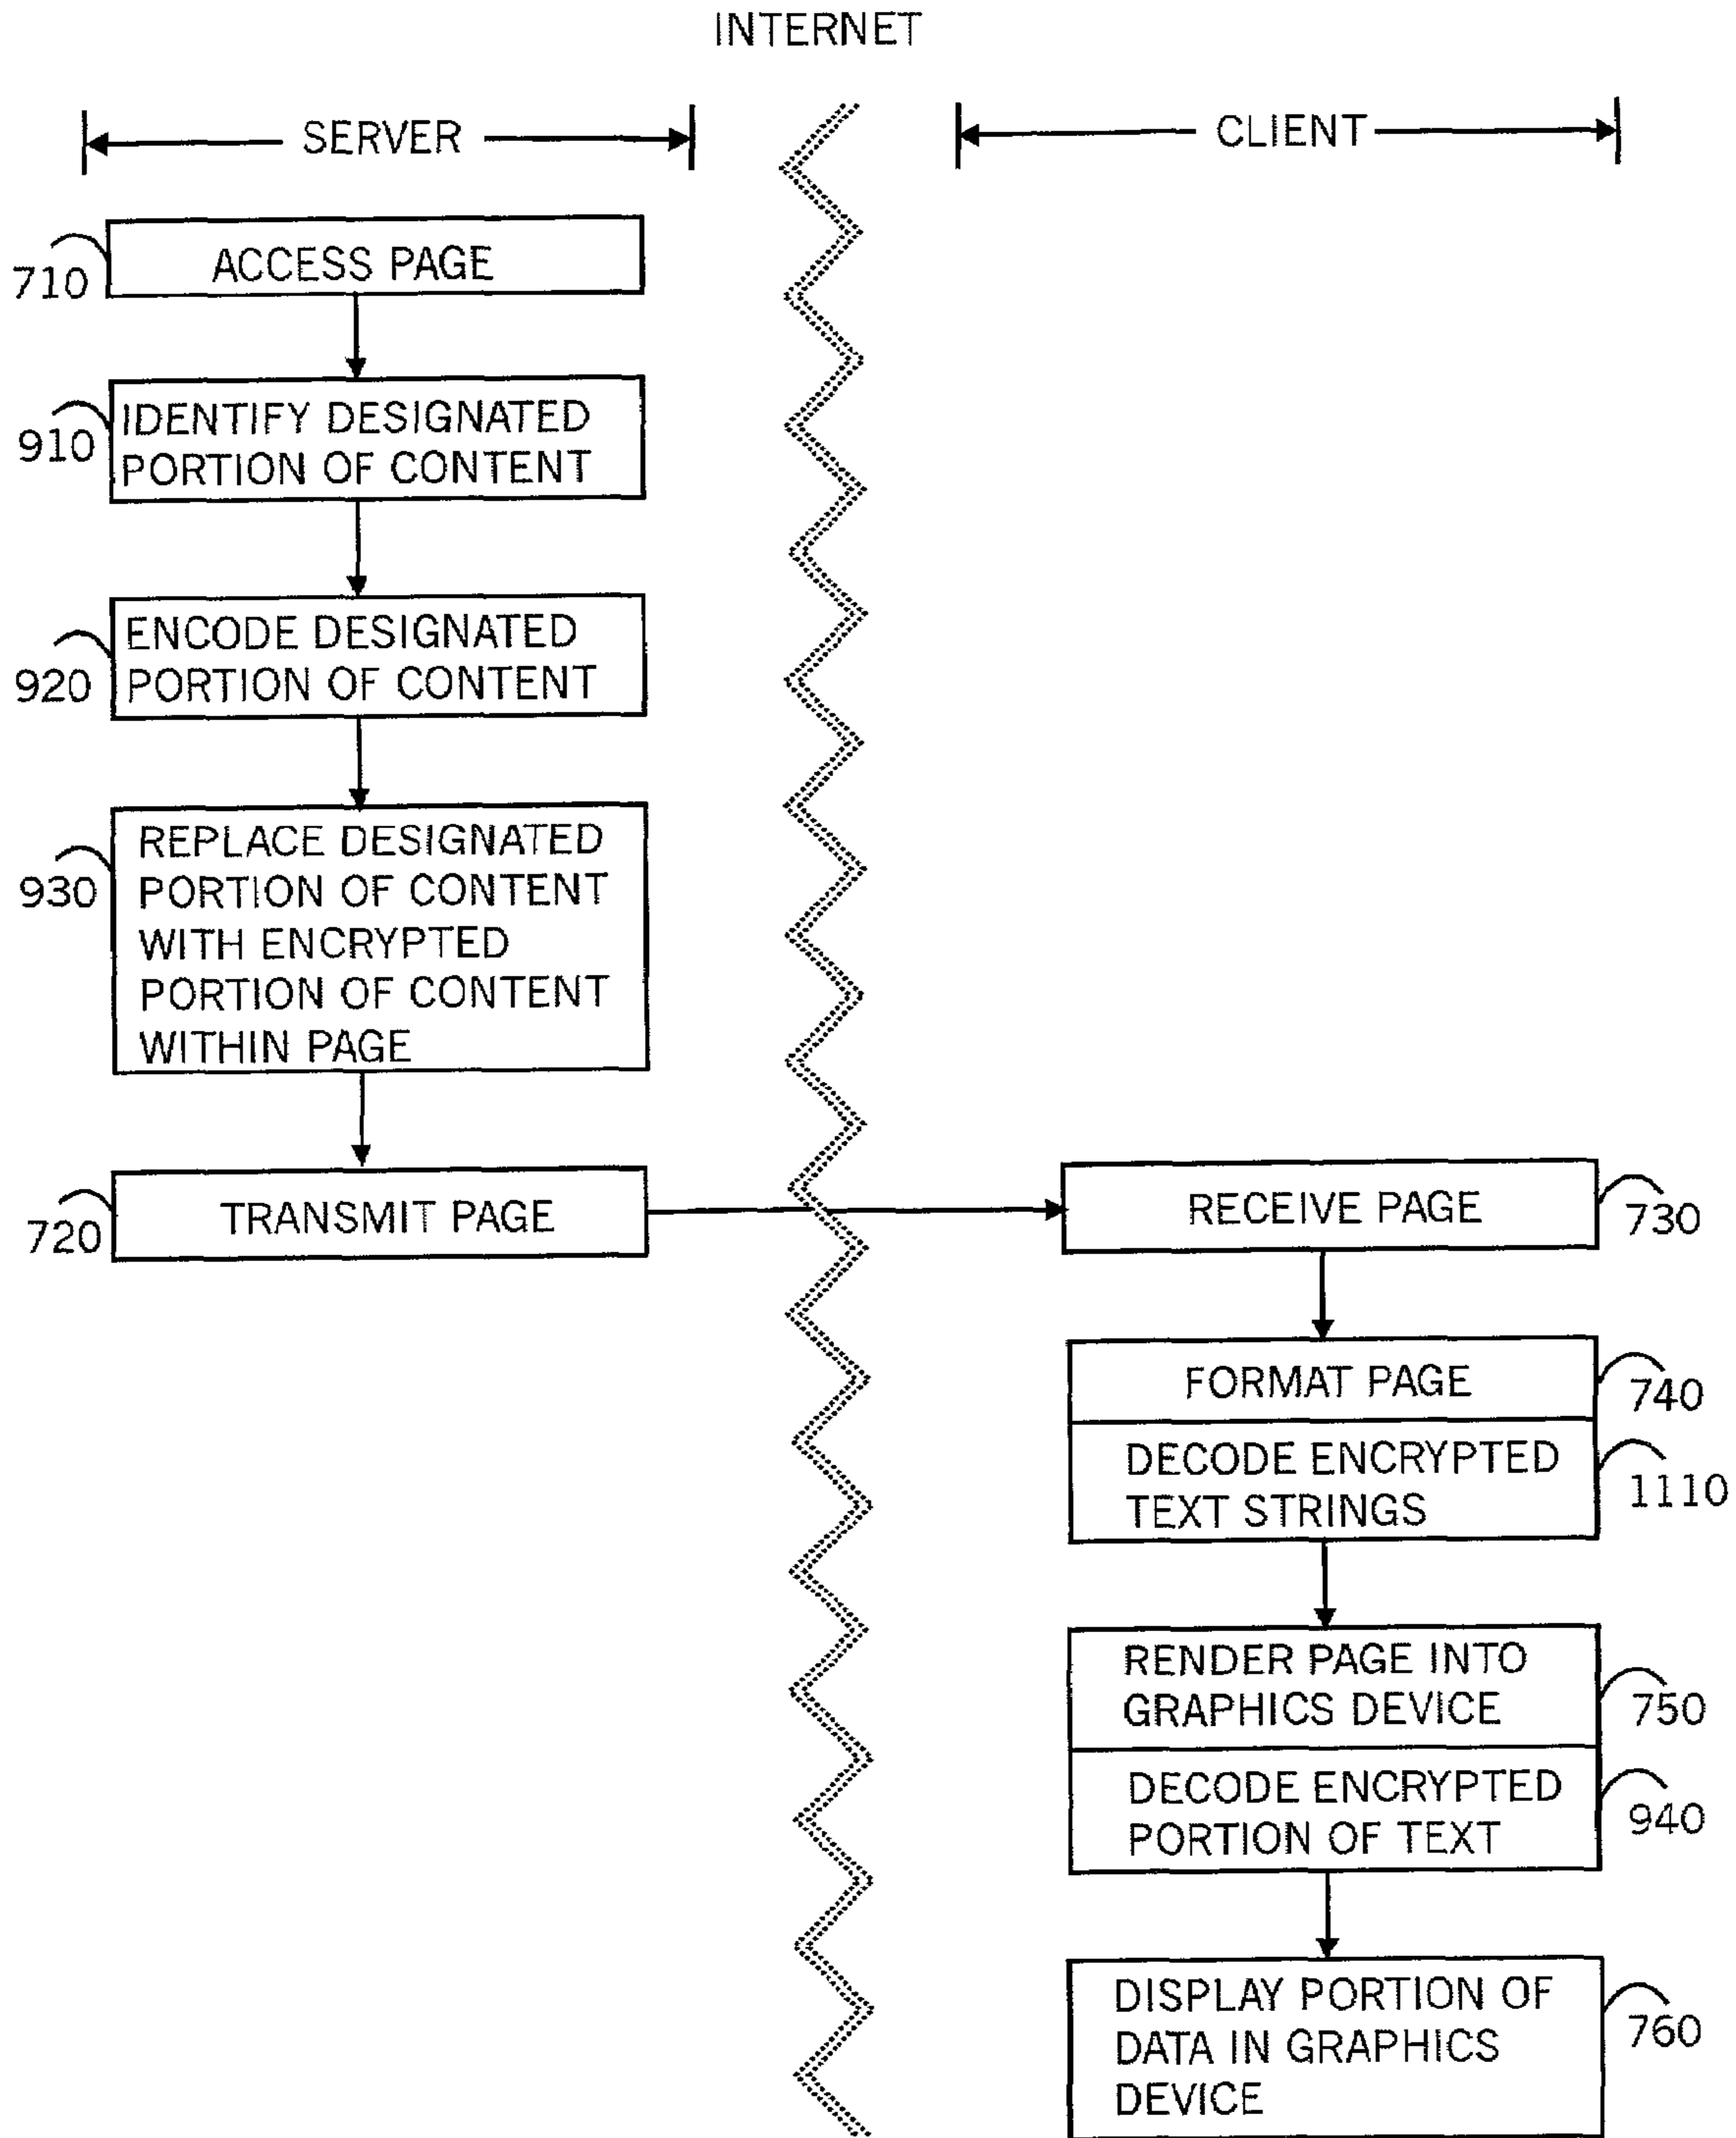 INTERNET
SERVER
CLIENT
710
ACCESS PAGE
910
IDENTIFY DESIGNATED
PORTION OF CONTENT
920
ENCODE DESIGNATED
PORTION OF CONTENT
930
REPLACE DESIGNATED
PORTION OF CONTENT
WITH ENCRYPTED
PORTION OF CONTENT
WITHIN PAGE
720
TRANSMIT PAGE
RECEIVE PAGE
730
FORMAT PAGE
740
DECODE ENCRYPTED
TEXT STRINGS
1110
RENDER PAGE INTO
GRAPHICS DEVICE
750
DECODE ENCRYPTED
PORTION OF TEXT
940
DISPLAY PORTION OF
DATA IN GRAPHICS
DEVICE
760